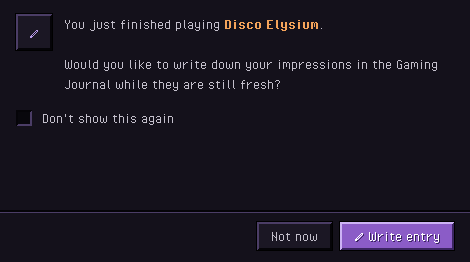 You just finished playing Disco Elysium.
Would you like to write down your impressions in the Gaming
Journal while they are still fresh?
Don't show this again
Not now
Write entry